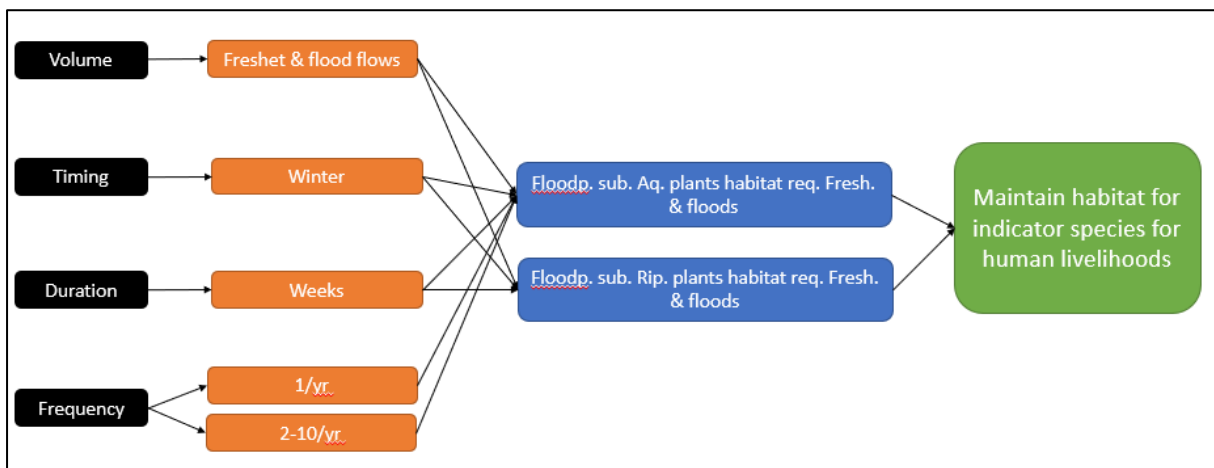 Volume
Freshet & flood flows
Timing
Winter
Floodp. sub. Aq. plants habitat req. Fresh.
& floods
Maintain habitat for
indicator species for
human livelihoods
Duration
Weeks
Floodp. sub. Rip. plants habitat req. Fresh.
& floods
Frequency
1/yr
2-10/yr